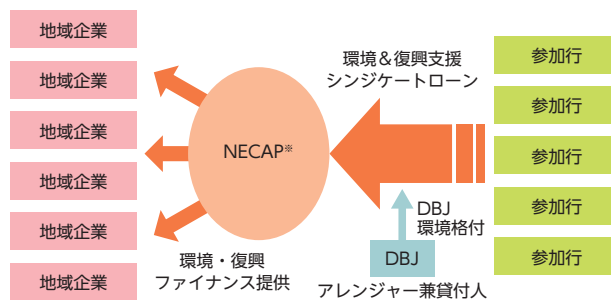 地域企業
地域企業
地域企業
地域企業
地域企業
地域企業
NECAP※
環境・復興
ファイナンス提供
環境＆復興支援
シンジケートローン
DBJ
環境格付
DBJ
アレンジャー兼貸付人
参加行
参加行
参加行
参加行
参加行